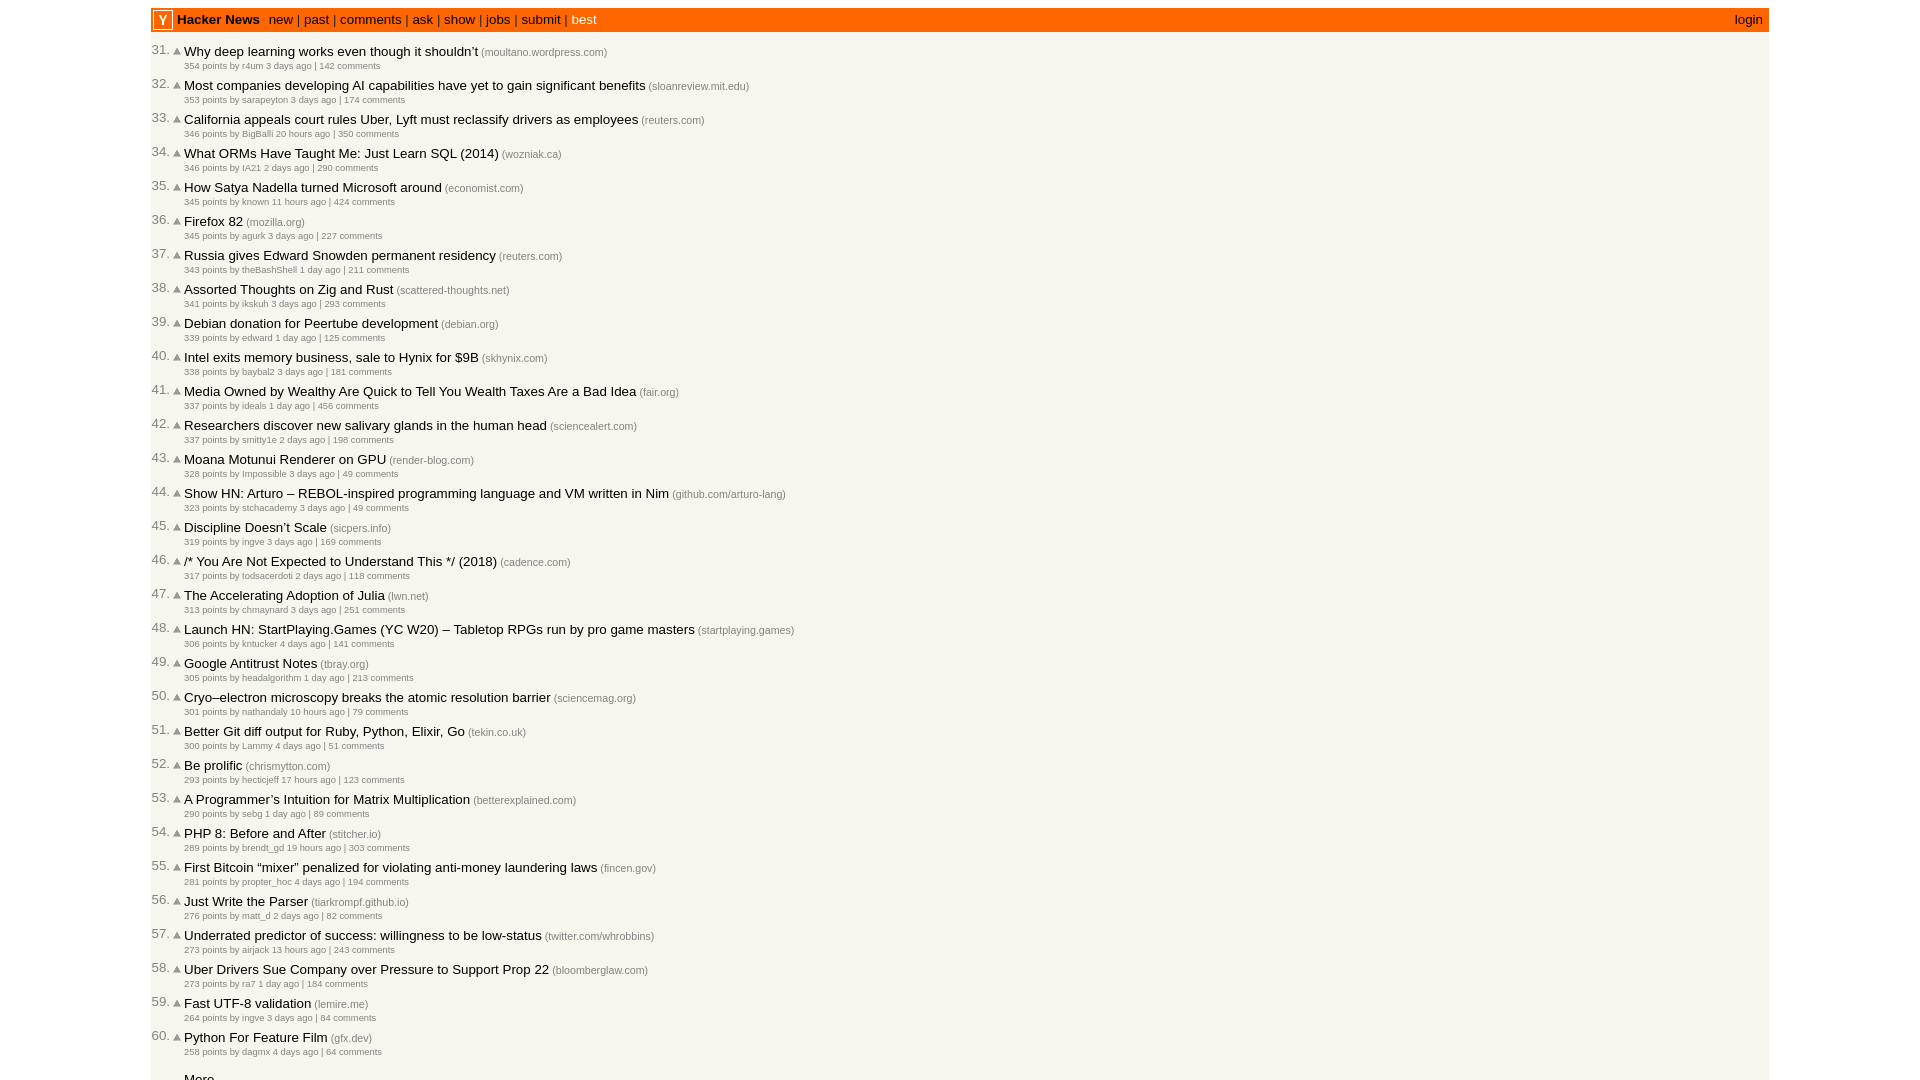 Y Hacker News new | past | comments | ask | show | jobs | submit | best login
31. Why deep learning works even though it shouldn’t (moultano.wordpress.com)
354 points by r4um 3 days ago | 142 comments
32. Most companies developing AI capabilities have yet to gain significant benefits (sloanreview.mit.edu)
353 points by sarapeyton 3 days ago | 174 comments
33. California appeals court rules Uber, Lyft must reclassify drivers as employees (reuters.com)
346 points by BigBalli 20 hours ago | 350 comments
34. What ORMs Have Taught Me: Just Learn SQL (2014) (wozniak.ca)
346 points by IA21 2 days ago | 290 comments
35. How Satya Nadella turned Microsoft around (economist.com)
345 points by known 11 hours ago | 424 comments
36. Firefox 82 (mozilla.org)
345 points by agurk 3 days ago | 227 comments
37. Russia gives Edward Snowden permanent residency (reuters.com)
343 points by theBashShell 1 day ago | 211 comments
38. Assorted Thoughts on Zig and Rust (scattered-thoughts.net)
341 points by ikskuh 3 days ago | 293 comments
39. Debian donation for Peertube development (debian.org)
339 points by edward 1 day ago | 125 comments
40. Intel exits memory business, sale to Hynix for $9B (skhynix.com)
338 points by baybal2 3 days ago | 181 comments
41. Media Owned by Wealthy Are Quick to Tell You Wealth Taxes Are a Bad Idea (fair.org)
337 points by ideals 1 day ago | 456 comments
42. Researchers discover new salivary glands in the human head (sciencealert.com)
337 points by smitty1e 2 days ago | 198 comments
43. Moana Motunui Renderer on GPU (render-blog.com)
328 points by Impossible 3 days ago | 49 comments
44. Show HN: Arturo – REBOL-inspired programming language and VM written in Nim (github.com/arturo-lang)
323 points by stchacademy 3 days ago | 49 comments
45. Discipline Doesn’t Scale (sicpers.info)
319 points by ingve 3 days ago | 169 comments
46. /* You Are Not Expected to Understand This */ (2018) (cadence.com)
317 points by todsacerdoti 2 days ago | 118 comments
47. The Accelerating Adoption of Julia (lwn.net)
313 points by chmaynard 3 days ago | 251 comments
48. Launch HN: StartPlaying.Games (YC W20) – Tabletop RPGs run by pro game masters (startplaying.games)
306 points by kntucker 4 days ago | 141 comments
49. Google Antitrust Notes (tbray.org)
305 points by headalgorithm 1 day ago | 213 comments
50. Cryo–electron microscopy breaks the atomic resolution barrier (sciencemag.org)
301 points by nathandaly 10 hours ago | 79 comments
51. Better Git diff output for Ruby, Python, Elixir, Go (tekin.co.uk)
300 points by Lammy 4 days ago | 51 comments
52. Be prolific (chrismytton.com)
293 points by hecticjeff 17 hours ago | 123 comments
53. A Programmer’s Intuition for Matrix Multiplication (betterexplained.com)
290 points by sebg 1 day ago | 89 comments
54. PHP 8: Before and After (stitcher.io)
289 points by brendt_gd 19 hours ago | 303 comments
55. First Bitcoin “mixer” penalized for violating anti-money laundering laws (fincen.gov)
281 points by propter_hoc 4 days ago | 194 comments
56. Just Write the Parser (tiarkrompf.github.io)
276 points by matt_d 2 days ago | 82 comments
57. Underrated predictor of success: willingness to be low-status (twitter.com/whrobbins)
273 points by airjack 13 hours ago | 243 comments
58. Uber Drivers Sue Company over Pressure to Support Prop 22 (bloomberglaw.com)
273 points by ra7 1 day ago | 184 comments
59. Fast UTF-8 validation (lemire.me)
264 points by ingve 3 days ago | 84 comments
60. Python For Feature Film (gfx.dev)
258 points by dagmx 4 days ago | 64 comments
More